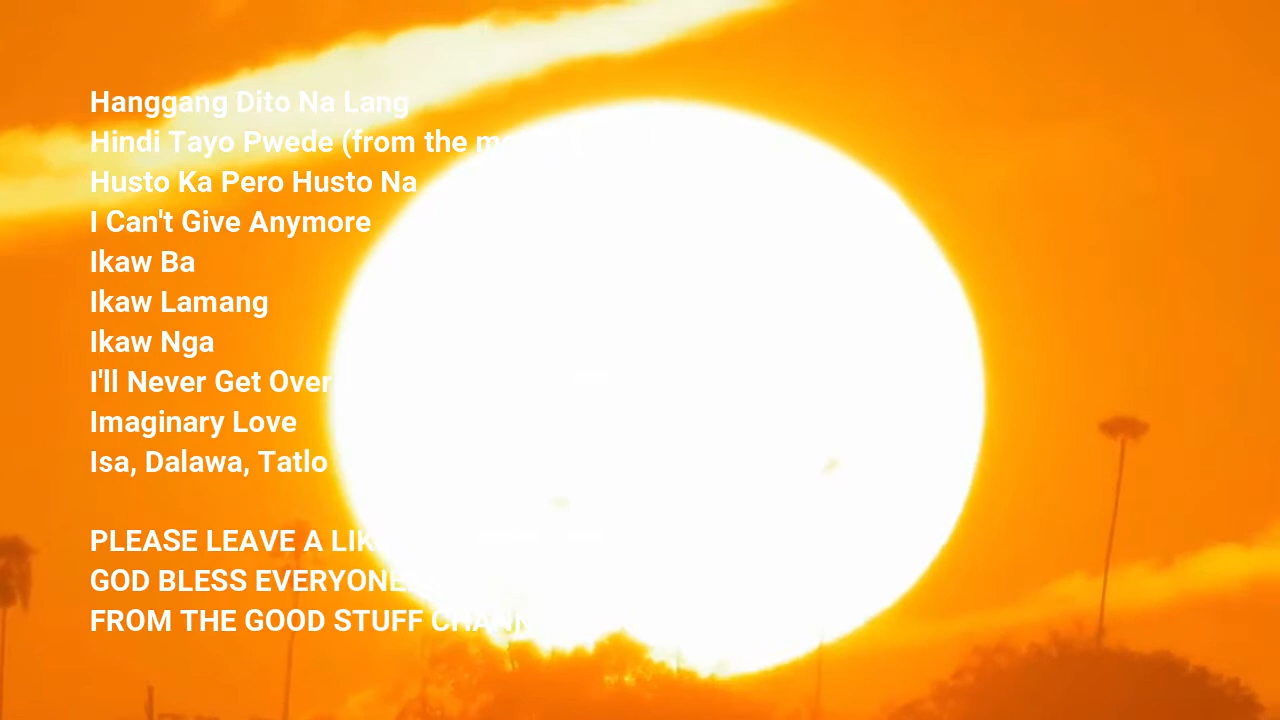 Hanggang Dito Na Lang
Hindi Tayo Pwede (from the
Husto Ka Pero Husto Na
I Can't Give Anymore
Ikaw Ba
Ikaw Lamang
Ikaw Nga
I'll Never Get Over
Imaginary Love
Isa, Dalawa, Tatlo
PLEASE LEAVE A
GOD BLESS EVERYONE
FROM THE GOOD STUFF